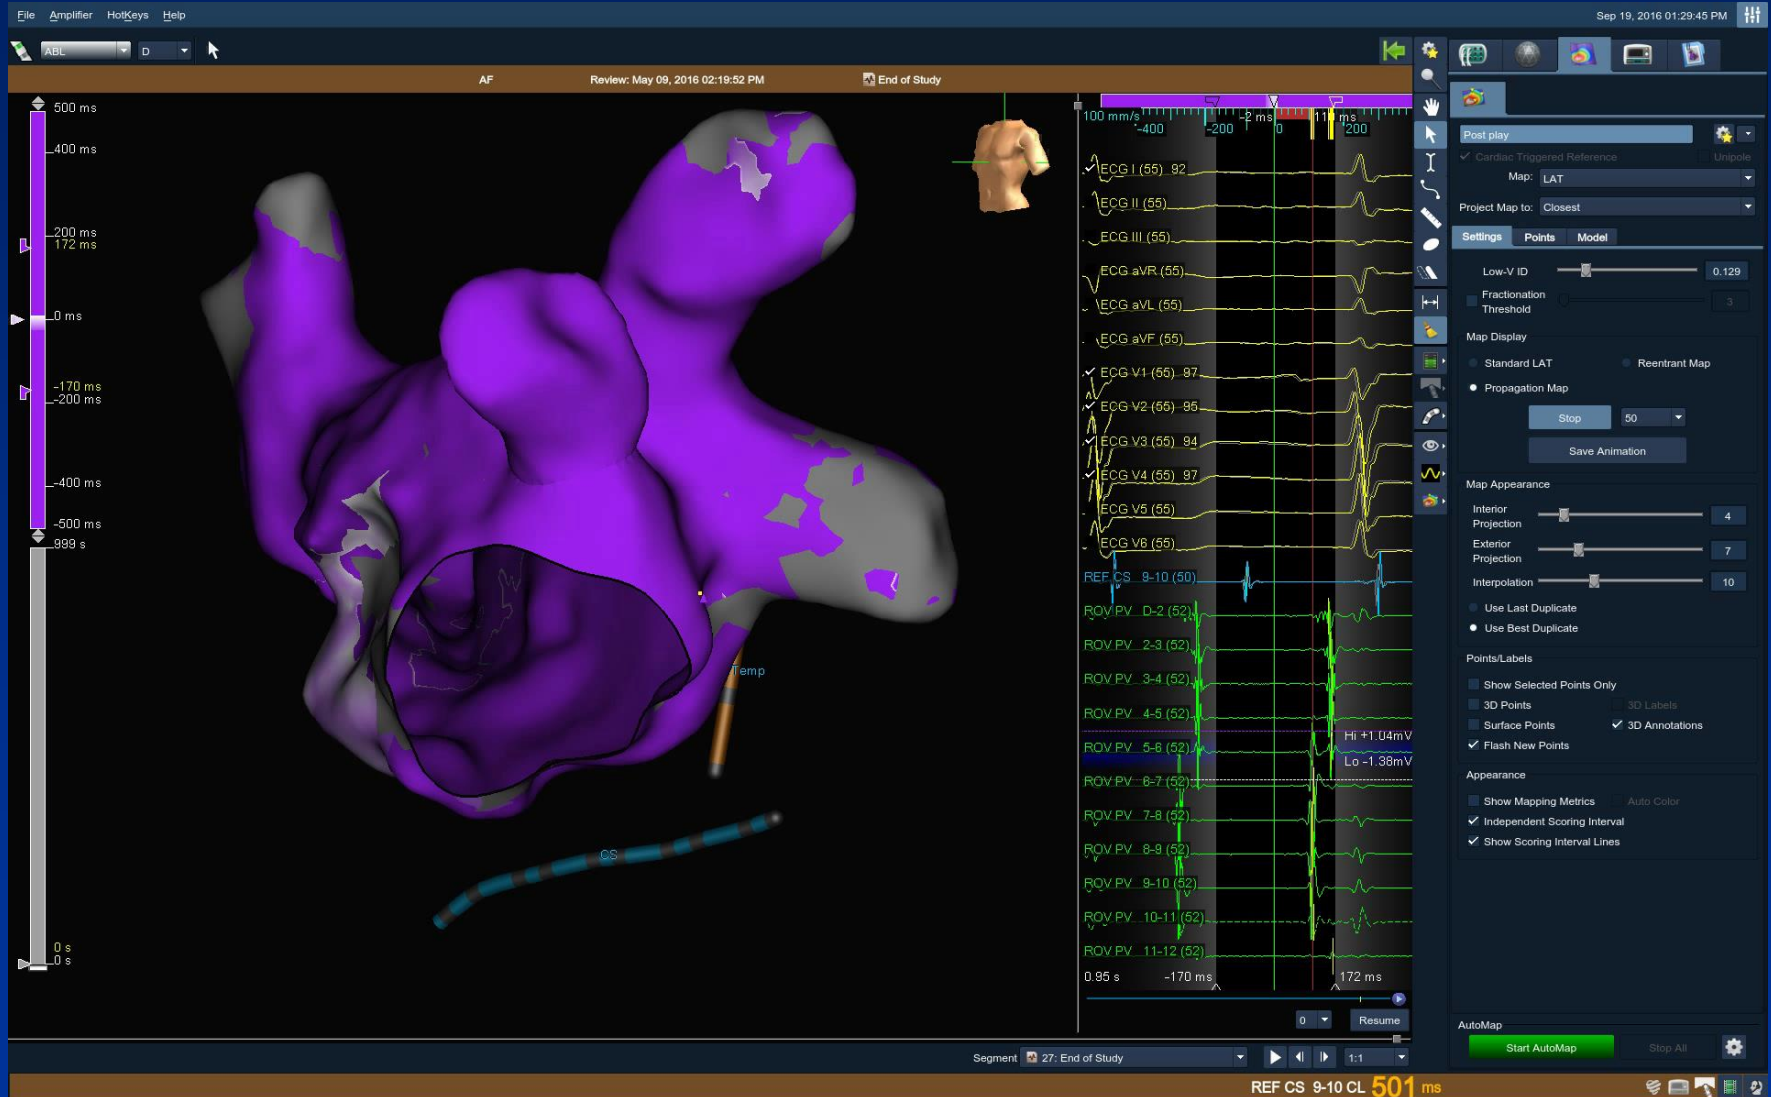 File Amplifier HotKeys Help
Sep 19, 2016 01:29:45 PM
ABL D
AF Review: May 09, 2016 02:19:52 PM End of Study
500 ms
400 ms
200 ms
172 ms
0 ms
-170 ms
-200 ms
-400 ms
-500 ms
999 s
0 s
0 s
Temp
CS
100 mm/s -2 ms
-400 -200 0 200
ECG I (55) 92
ECG II (55)
ECG III (55)
ECG aVR (55)
ECG aVL (55)
ECG aVF (55)
ECG V1 (55) 97
ECG V2 (55) 95
ECG V3 (55) 94
ECG V4 (55) 97
ECG V5 (55)
ECG V6 (55)
REF CS 9-10 (50)
ROV PV D-2 (52)
ROV PV 2-3 (52)
ROV PV 3-4 (52)
ROV PV 4-5 (52)
Hi +1.04mV
ROV PV 5-6 (52)
Lo -1.38mV
ROV PV 6-7 (52)
ROV PV 7-8 (52)
ROV PV 8-9 (52)
ROV PV 9-10 (52)
ROV PV 10-11 (52)
ROV PV 11-12 (52)
0.95 s -170 ms 172 ms
0 Resume
Segment 27: End of Study 1:1
Post play
Cardiac Triggered Reference Unipole
Map: LAT
Project Map to: Closest
Settings Points Model
Low-V ID 0.129
Fractionation
Threshold 3
Map Display
Standard LAT Reentrant Map
Propagation Map
Stop 50
Save Animation
Map Appearance
Interior
Projection 4
Exterior
Projection 7
Interpolation 10
Use Last Duplicate
Use Best Duplicate
Points/Labels
Show Selected Points Only
3D Points 3D Labels
Surface Points 3D Annotations
Flash New Points
Appearance
Show Mapping Metrics Auto Color
Independent Scoring Interval
Show Scoring Interval Lines
AutoMap
Start AutoMap Stop All
REF CS 9-10 CL 501 ms